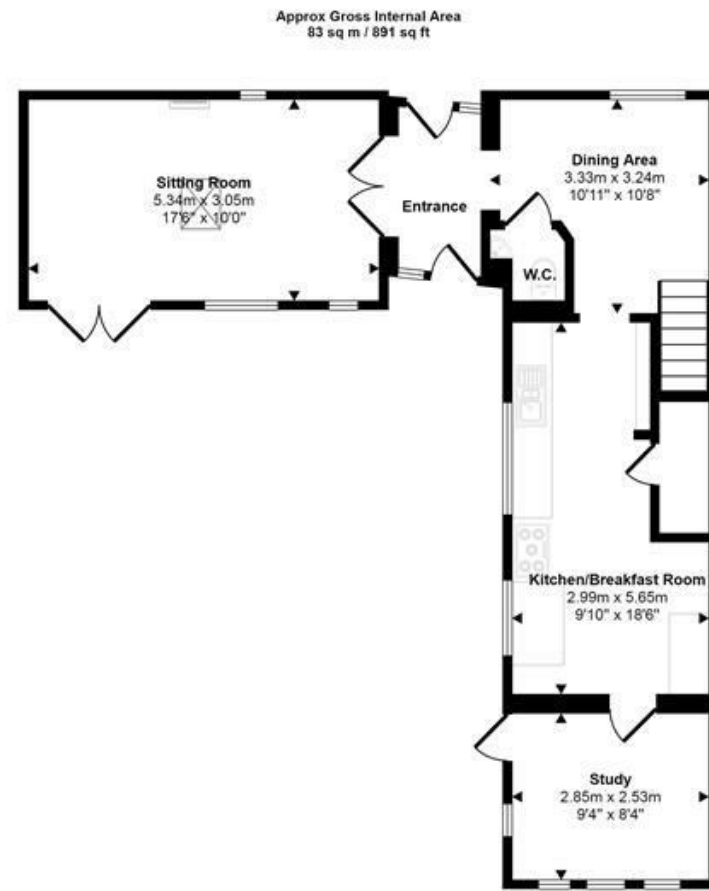 Approx Gross Internal Area
83 sq m / 891 sq ft
Sitting Room
5.34m x 3.05m
17'6" x 10'0"
Entrance
Dining Area
3.33m x 3.24m
10'11" x 10'8"
W.C.
Kitchen/Breakfast Room
2.99m x 5.65m
9'10" x 18'6"
Study
2.85m x 2.53m
9'4" x 8'4"